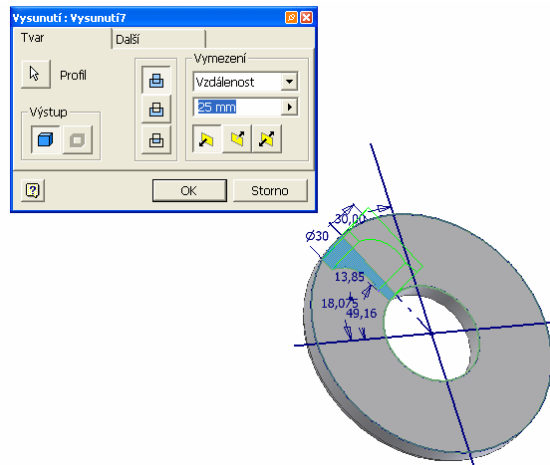 Vysunutí : Vysunutí7
Tvar
Další
Profil
Výstup
Vymezení
Vzdálenost
25 mm
OK
Storno
30,00
Ø30
13,85
18,075
49,16